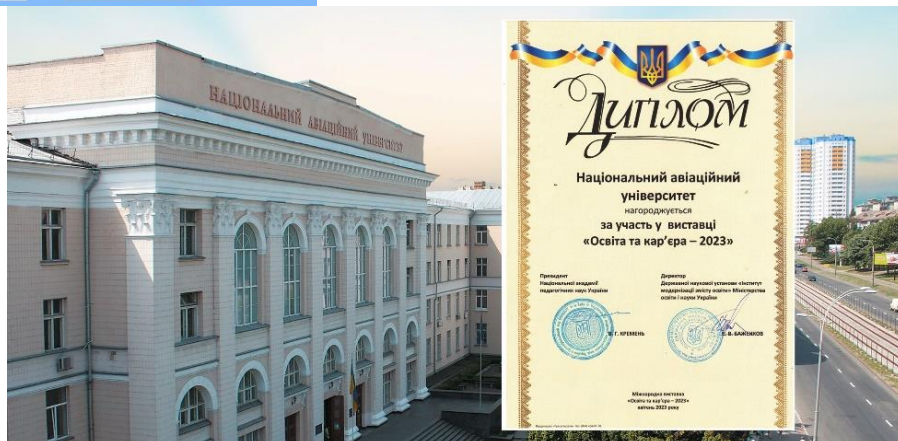 НАЦІОНАЛЬНИЙ АВІАЦІЙНИЙ УНІВЕРСИТЕТ
Диплом
Національний авіаційний
університет
нагороджується
за участь у виставці
«Освіта та кар'єра – 2023»
Президент
Національної академії
педагогічних наук України
В. Г. КРЕМЕНЬ
Директор
Державної наукової установи «Інститут
модернізації змісту освіти» Міністерства
освіти і науки України
Є. В. БАЖЕНКОВ
Міжнародна виставка
«Освіта та кар'єра – 2023»
квітень 2023 року